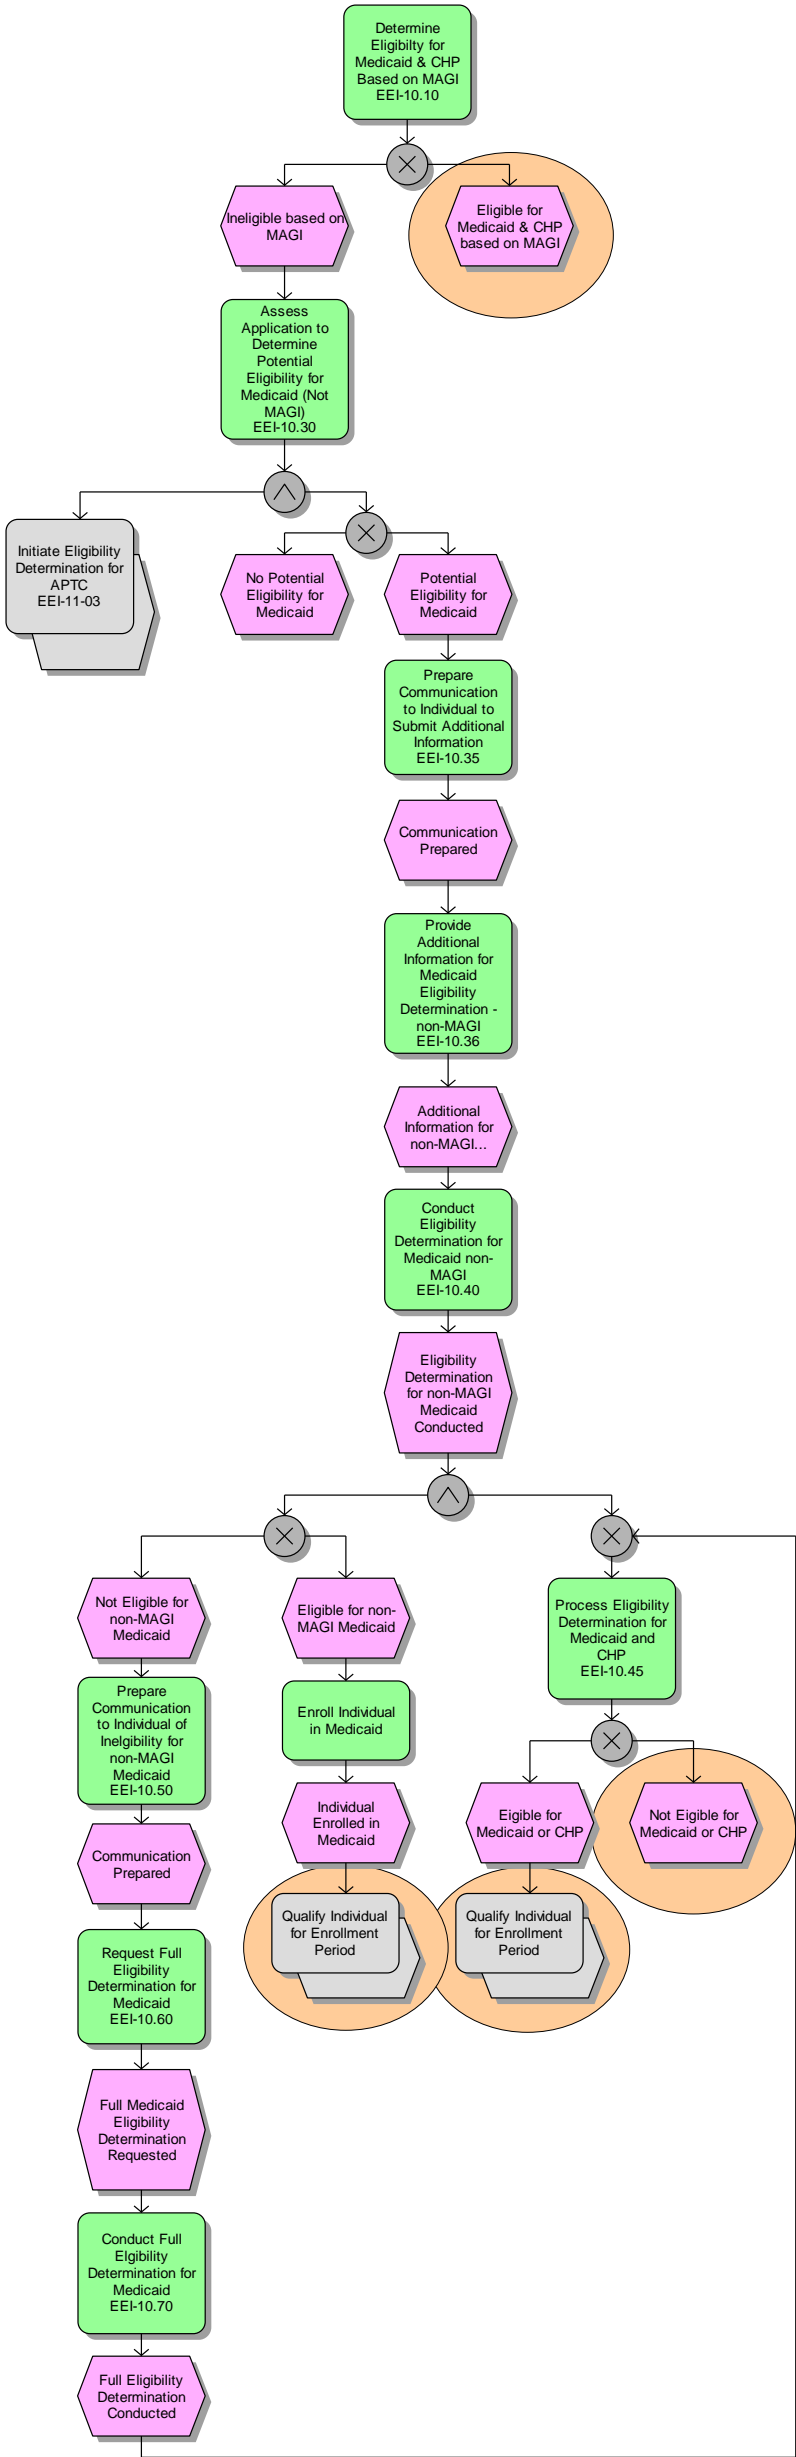 Determine
Eligibilty for
Medicaid & CHP
Based on MAGI
EEI-10.10
Ineligible based on
MAGI
Eligible for
Medicaid & CHP
based on MAGI
Assess
Application to
Determine
Potential
Eligibility for
Medicaid (Not
MAGI)
EEI-10.30
Initiate Eligibility
Determination for
APTC
EEI-11-03
No Potential
Eligibility for
Medicaid
Potential
Eligibility for
Medicaid
Prepare
Communication
to Individual to
Submit Additional
Information
EEI-10.35
Communication
Prepared
Provide
Additional
Information for
Medicaid
Eligibility
Determination -
non-MAGI
EEI-10.36
Additional
Information for
non-MAGI...
Conduct
Eligibility
Determination for
Medicaid non-
MAGI
EEI-10.40
Eligibility
Determination
for non-MAGI
Medicaid
Conducted
Not Eligible for
non-MAGI
Medicaid
Eligible for non-
MAGI Medicaid
Process Eligibility
Determination for
Medicaid and
CHP
EEI-10.45
Prepare
Communication
to Individual of
Inelgibility for
non-MAGI
Medicaid
EEI-10.50
Enroll Individual
in Medicaid
Communication
Prepared
Individual
Enrolled in
Medicaid
Eigible for
Medicaid or CHP
Not Eigible for
Medicaid or CHP
Request Full
Eligibility
Determination for
Medicaid
EEI-10.60
Qualify Individual
for Enrollment
Period
Qualify Individual
for Enrollment
Period
Full Medicaid
Eligibility
Determination
Requested
Conduct Full
Elgibility
Determination for
Medicaid
EEI-10.70
Full Eligibility
Determination
Conducted